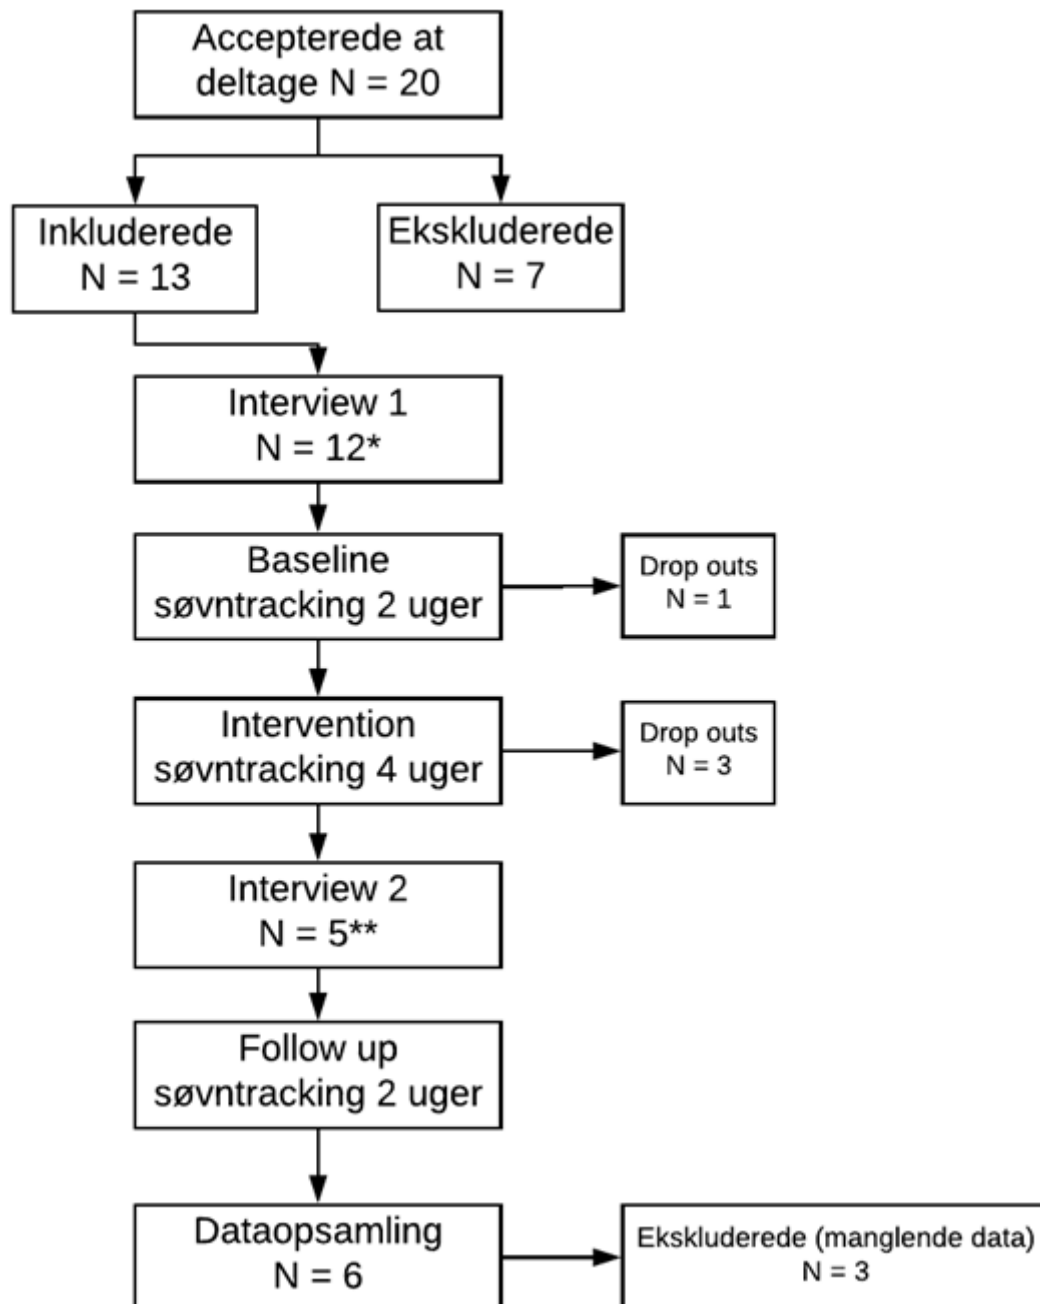 Accepterede at
deltage N = 20
Inkluderede
N = 13
Ekskluderede
N = 7
Interview 1
N = 12*
Baseline
søvntracking 2 uger
Drop outs
N = 1
Intervention
søvntracking 4 uger
Drop outs
N = 3
Interview 2
N = 5**
Follow up
søvntracking 2 uger
Dataopsamling
N = 6
Ekskluderede (manglende data)
N = 3